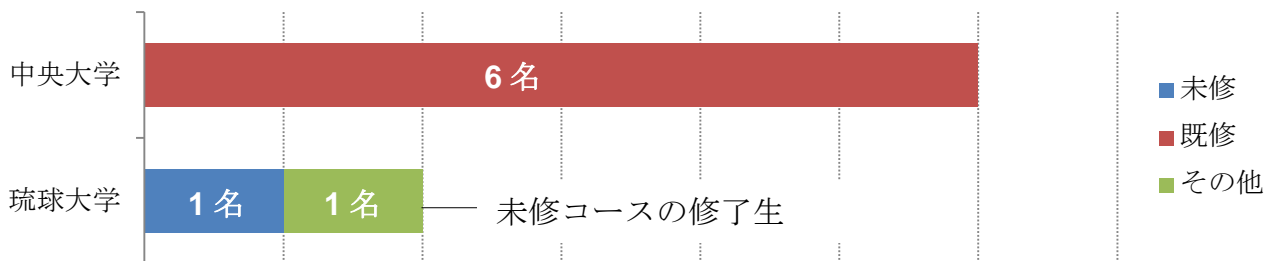 中央大学
6 名
琉球大学
1 名
1 名
未修コースの修了生
未修
既修
その他